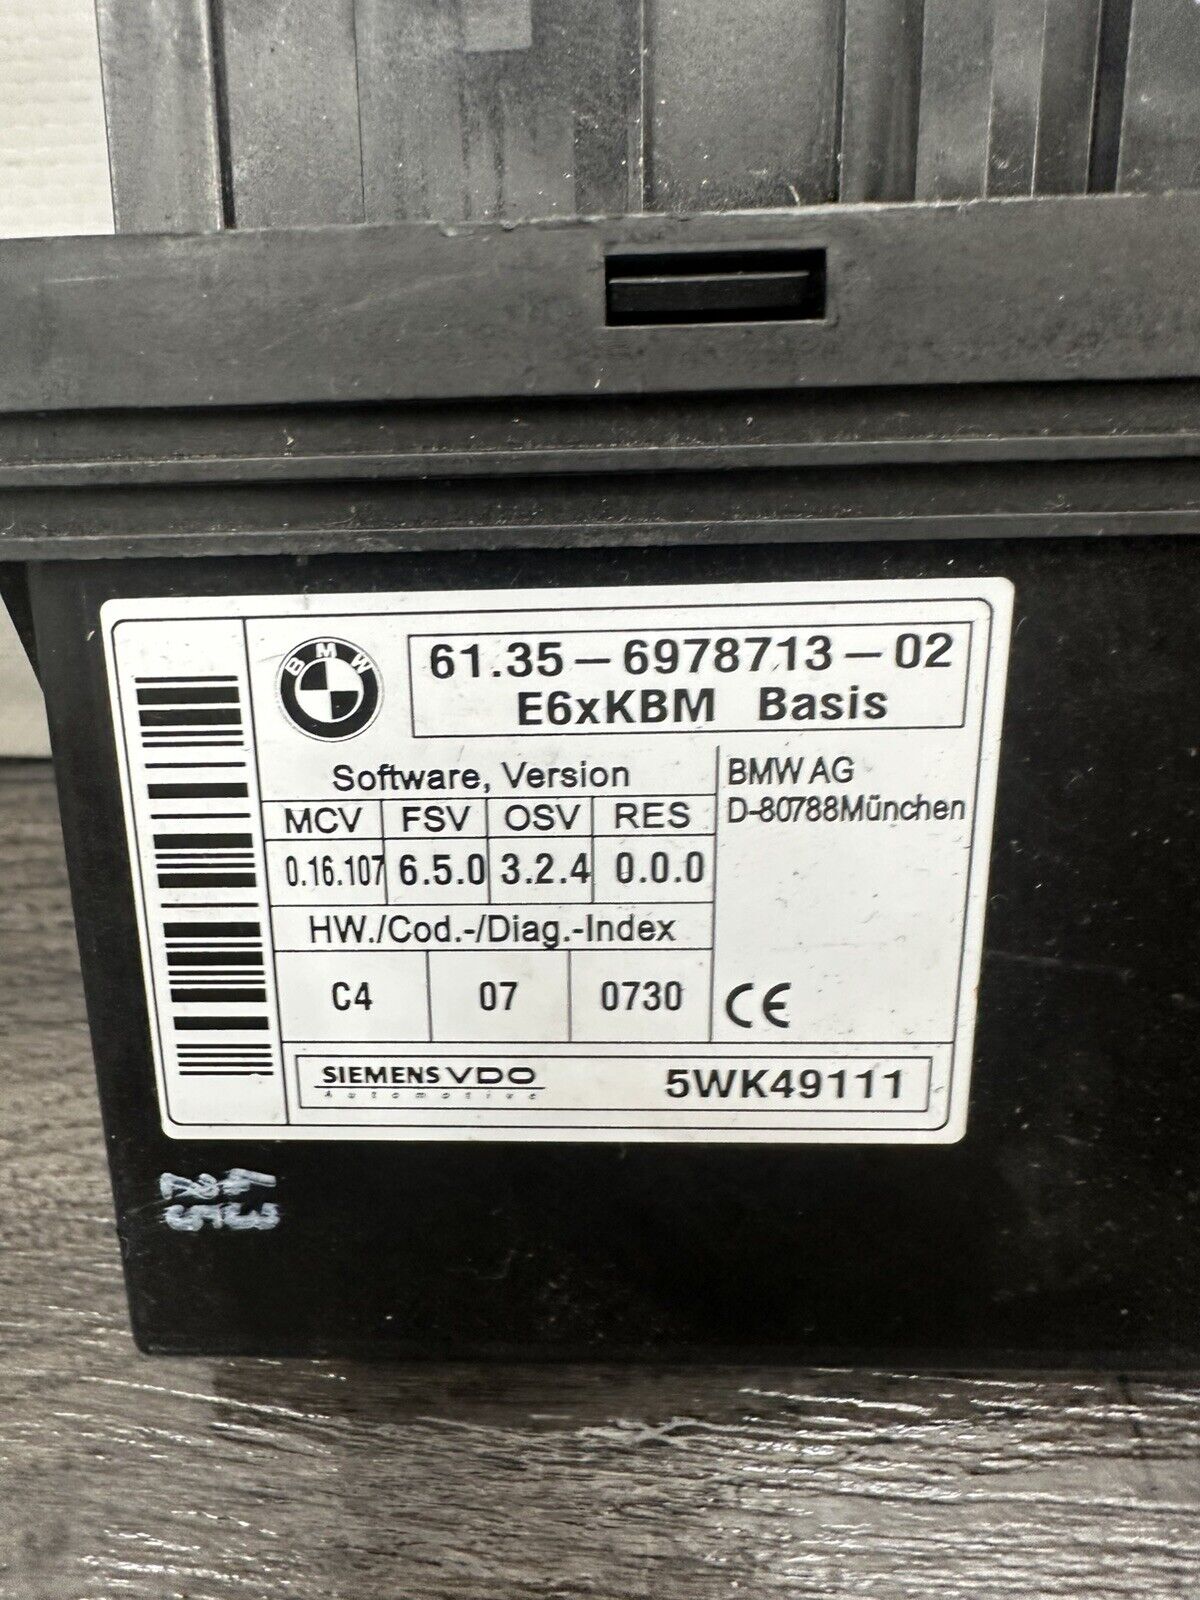 BMW
61.35-6978713-02
E6xKBM Basis
Software, Version
MCV FSV OSV RES
0.16.107 6.5.0 3.2.4 0.0.0
HW./Cod.-/Diag.-Index
C4 07 0730
BMW AG
D-80788München
CE
SIEMENS VDO
Automotive
5WK49111